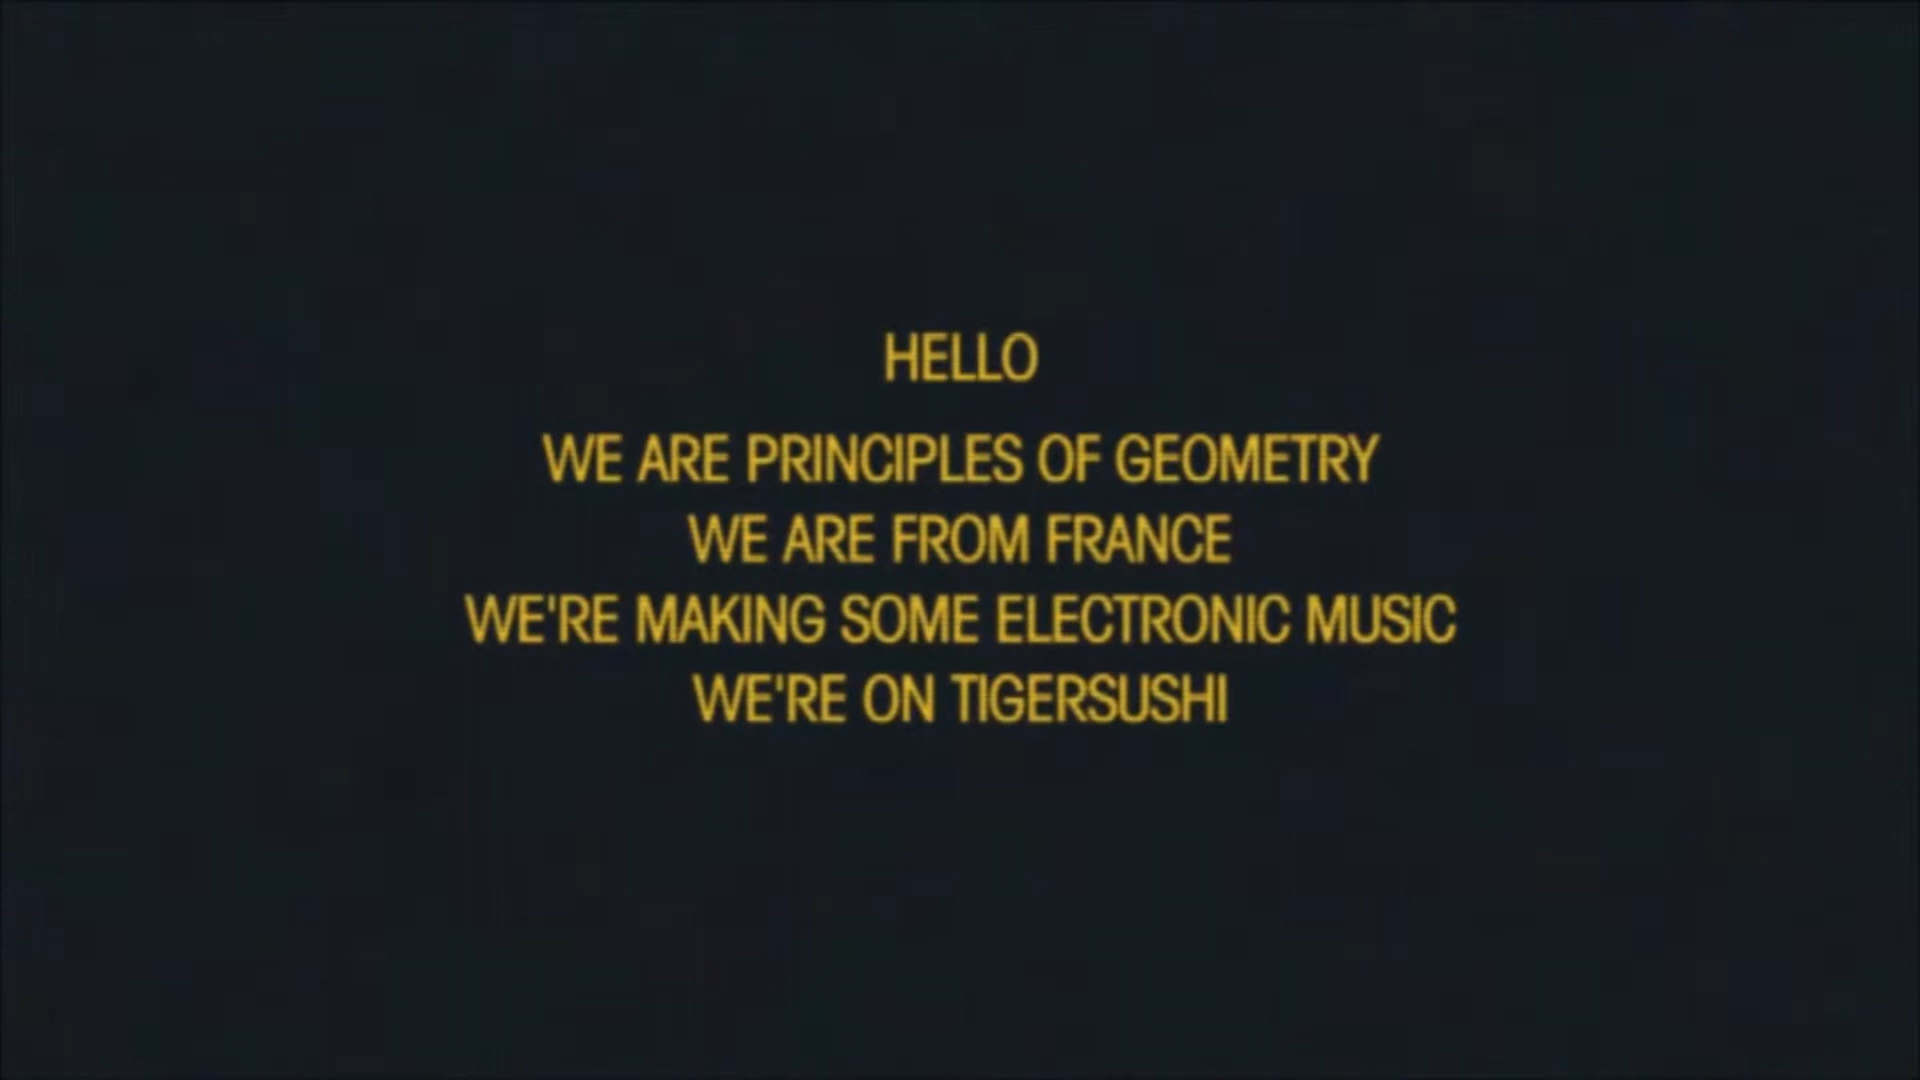 HELLO
WE ARE PRINCIPLES OF GEOMETRY
WE ARE FROM FRANCE
WE'RE MAKING SOME ELECTRONIC MUSIC
WE'RE ON TIGERSUSHI